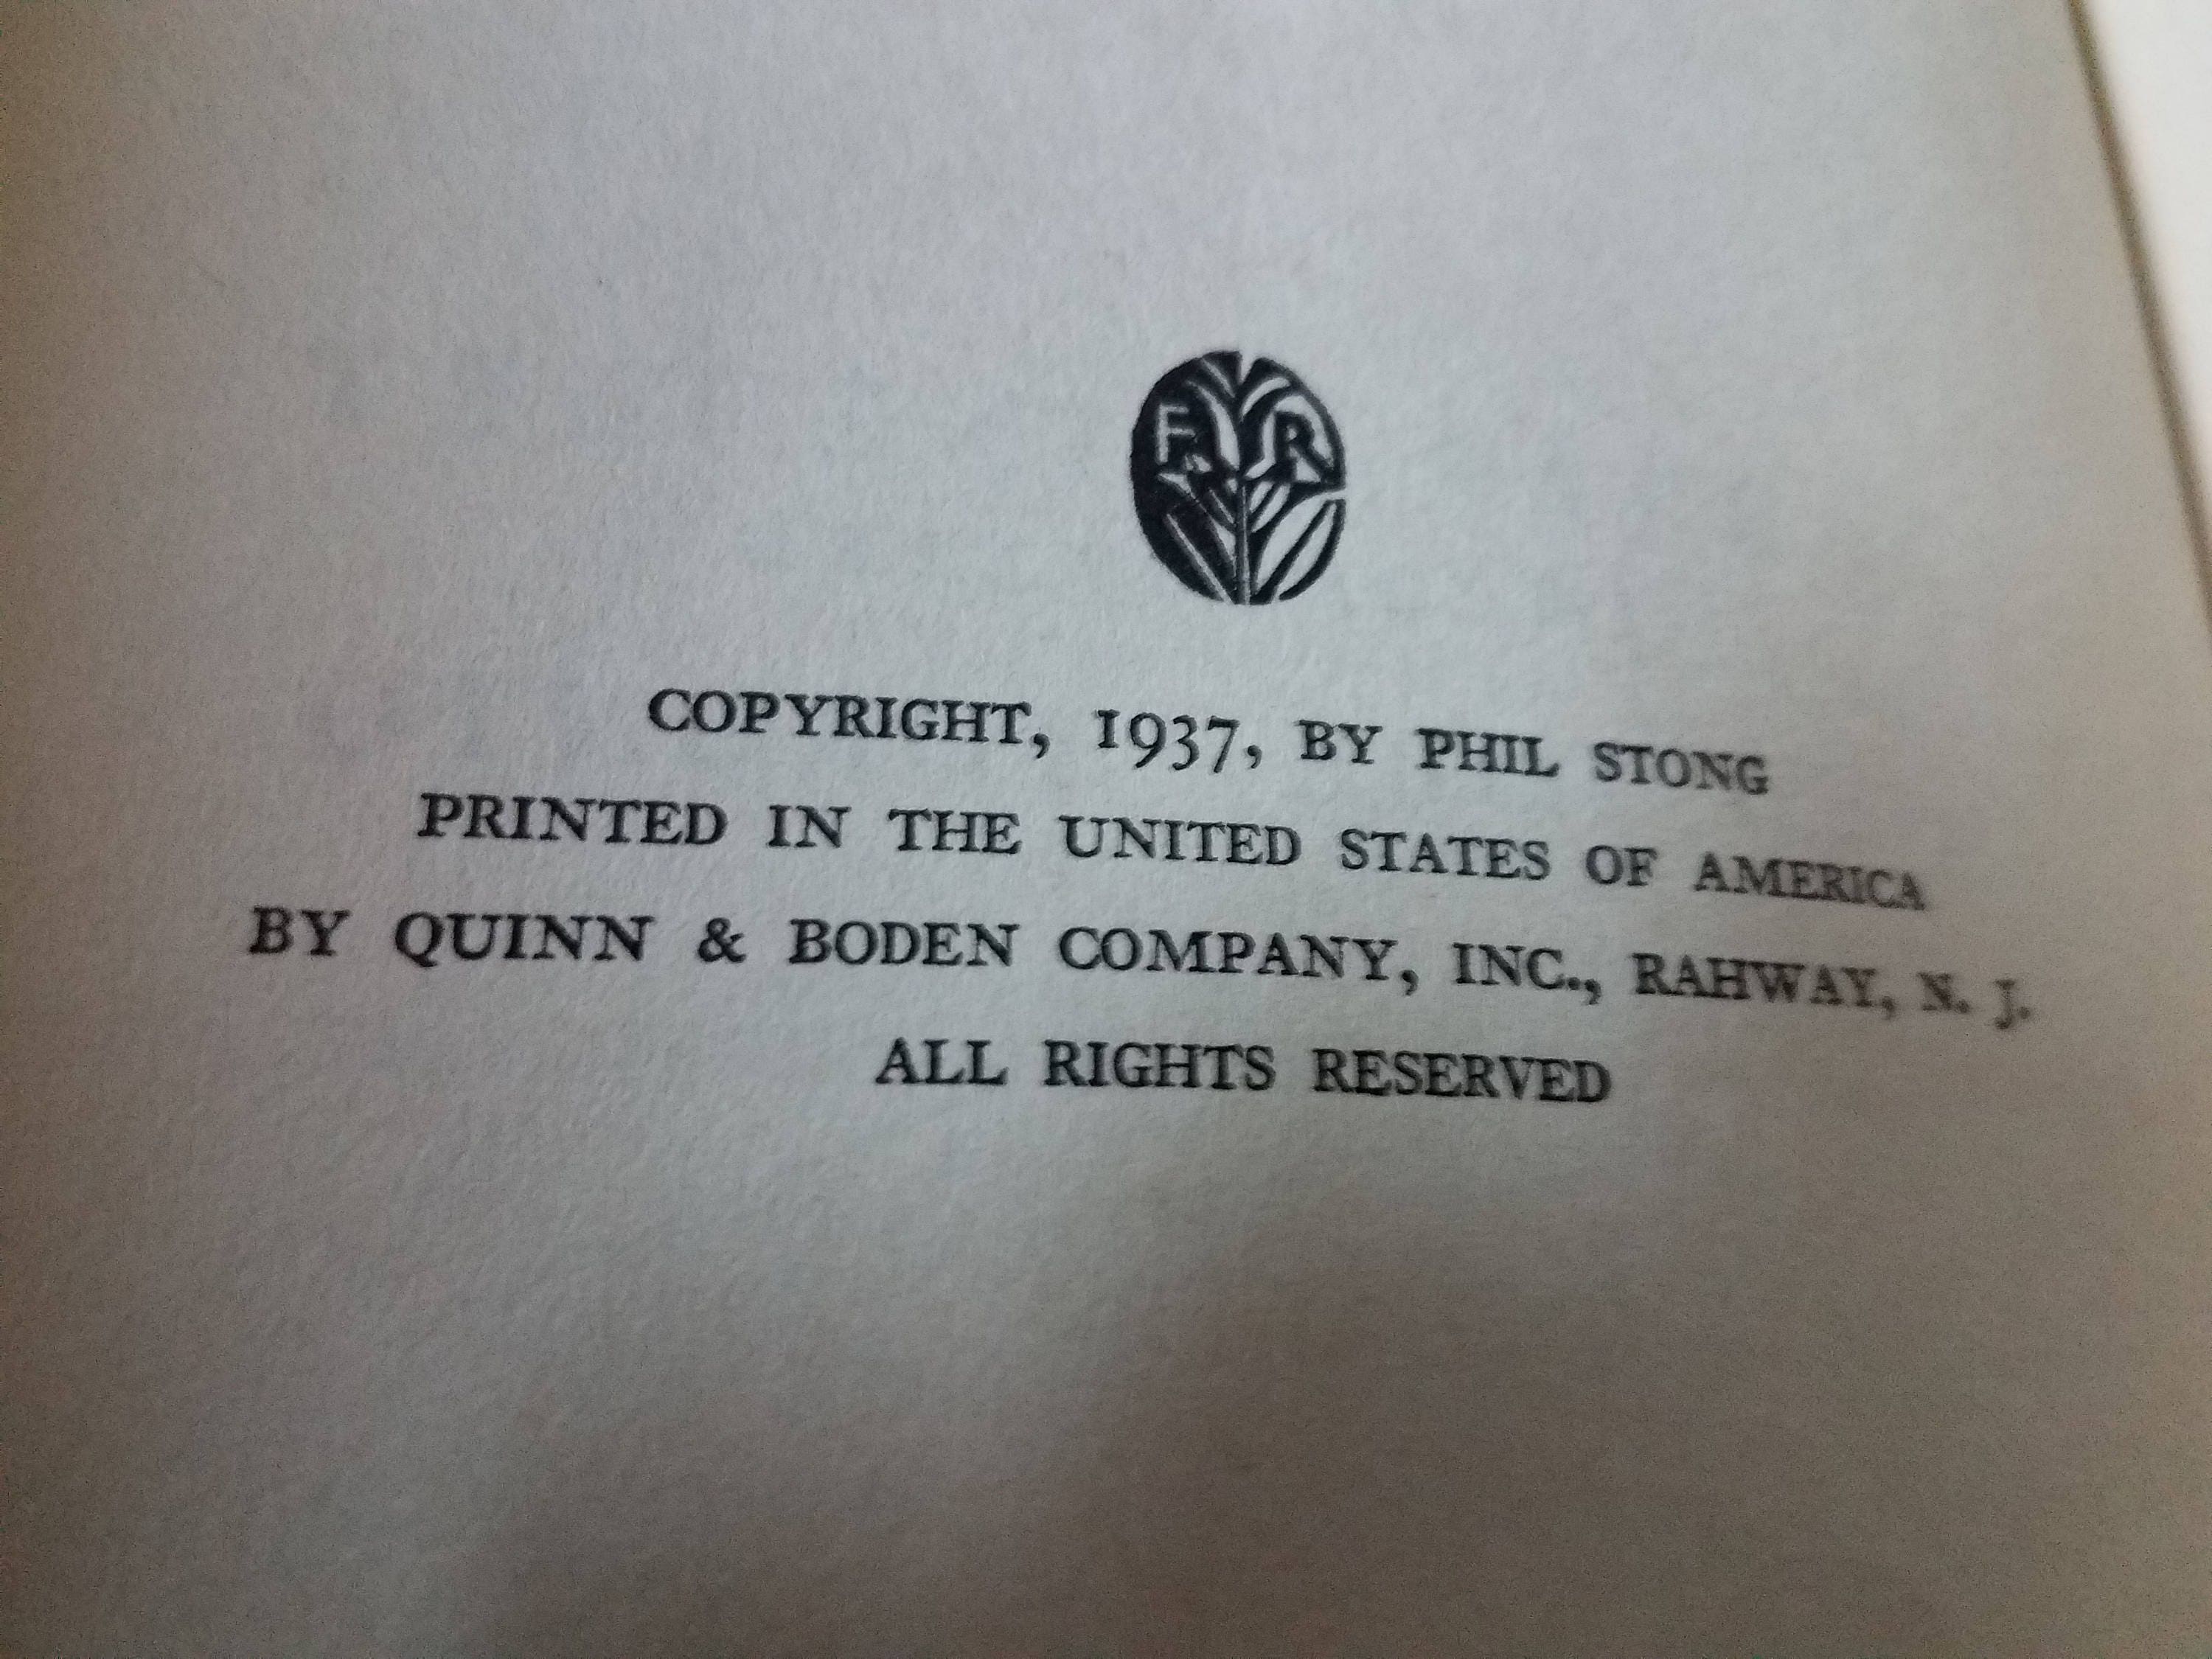 F R
COPYRIGHT, 1937, BY PHIL STONG
PRINTED IN THE UNITED STATES OF AMERICA
BY QUINN & BODEN COMPANY, INC., RAHWAY, N. J.
ALL RIGHTS RESERVED